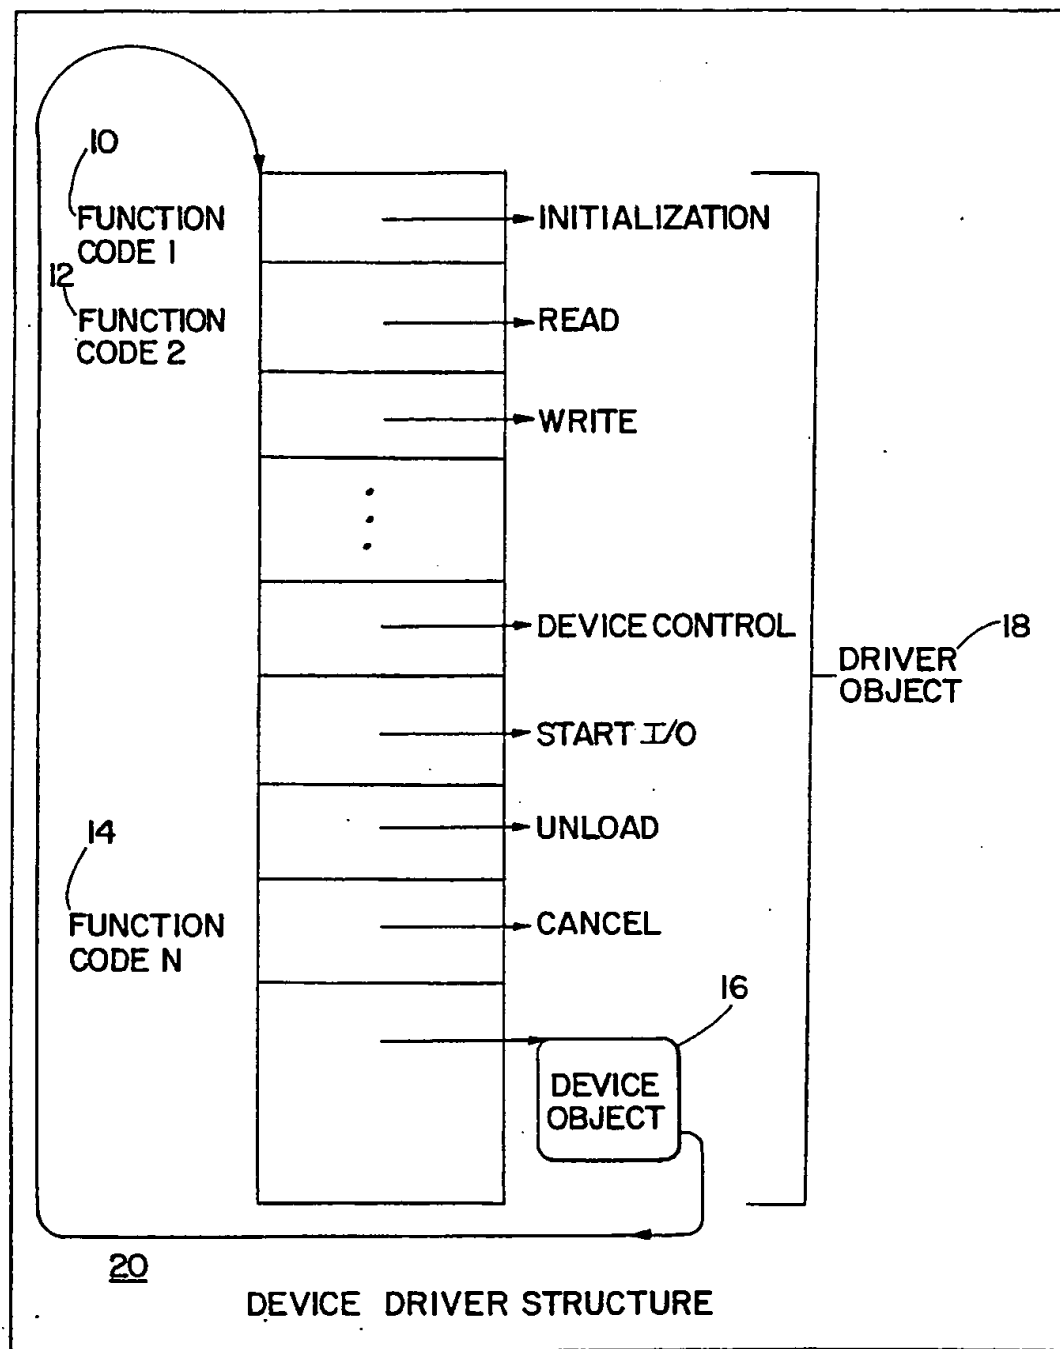 10
FUNCTION
CODE 1
INITIALIZATION
12
FUNCTION
CODE 2
READ
WRITE
DEVICE CONTROL
18
DRIVER
OBJECT
START I/O
14
UNLOAD
FUNCTION
CODE N
CANCEL
16
DEVICE
OBJECT
20
DEVICE DRIVER STRUCTURE